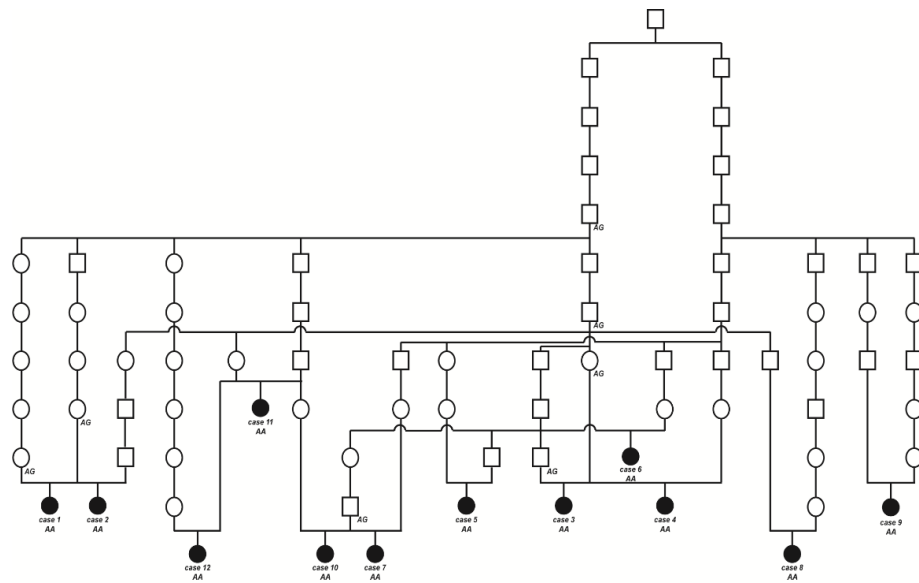 AG
AG
AG
AG
case 11
AA
AG
case 6
AA
AG
case 1
AA
case 2
AA
AG
case 5
AA
case 3
AA
case 4
AA
case 9
AA
case 12
AA
case 10
AA
case 7
AA
case 8
AA